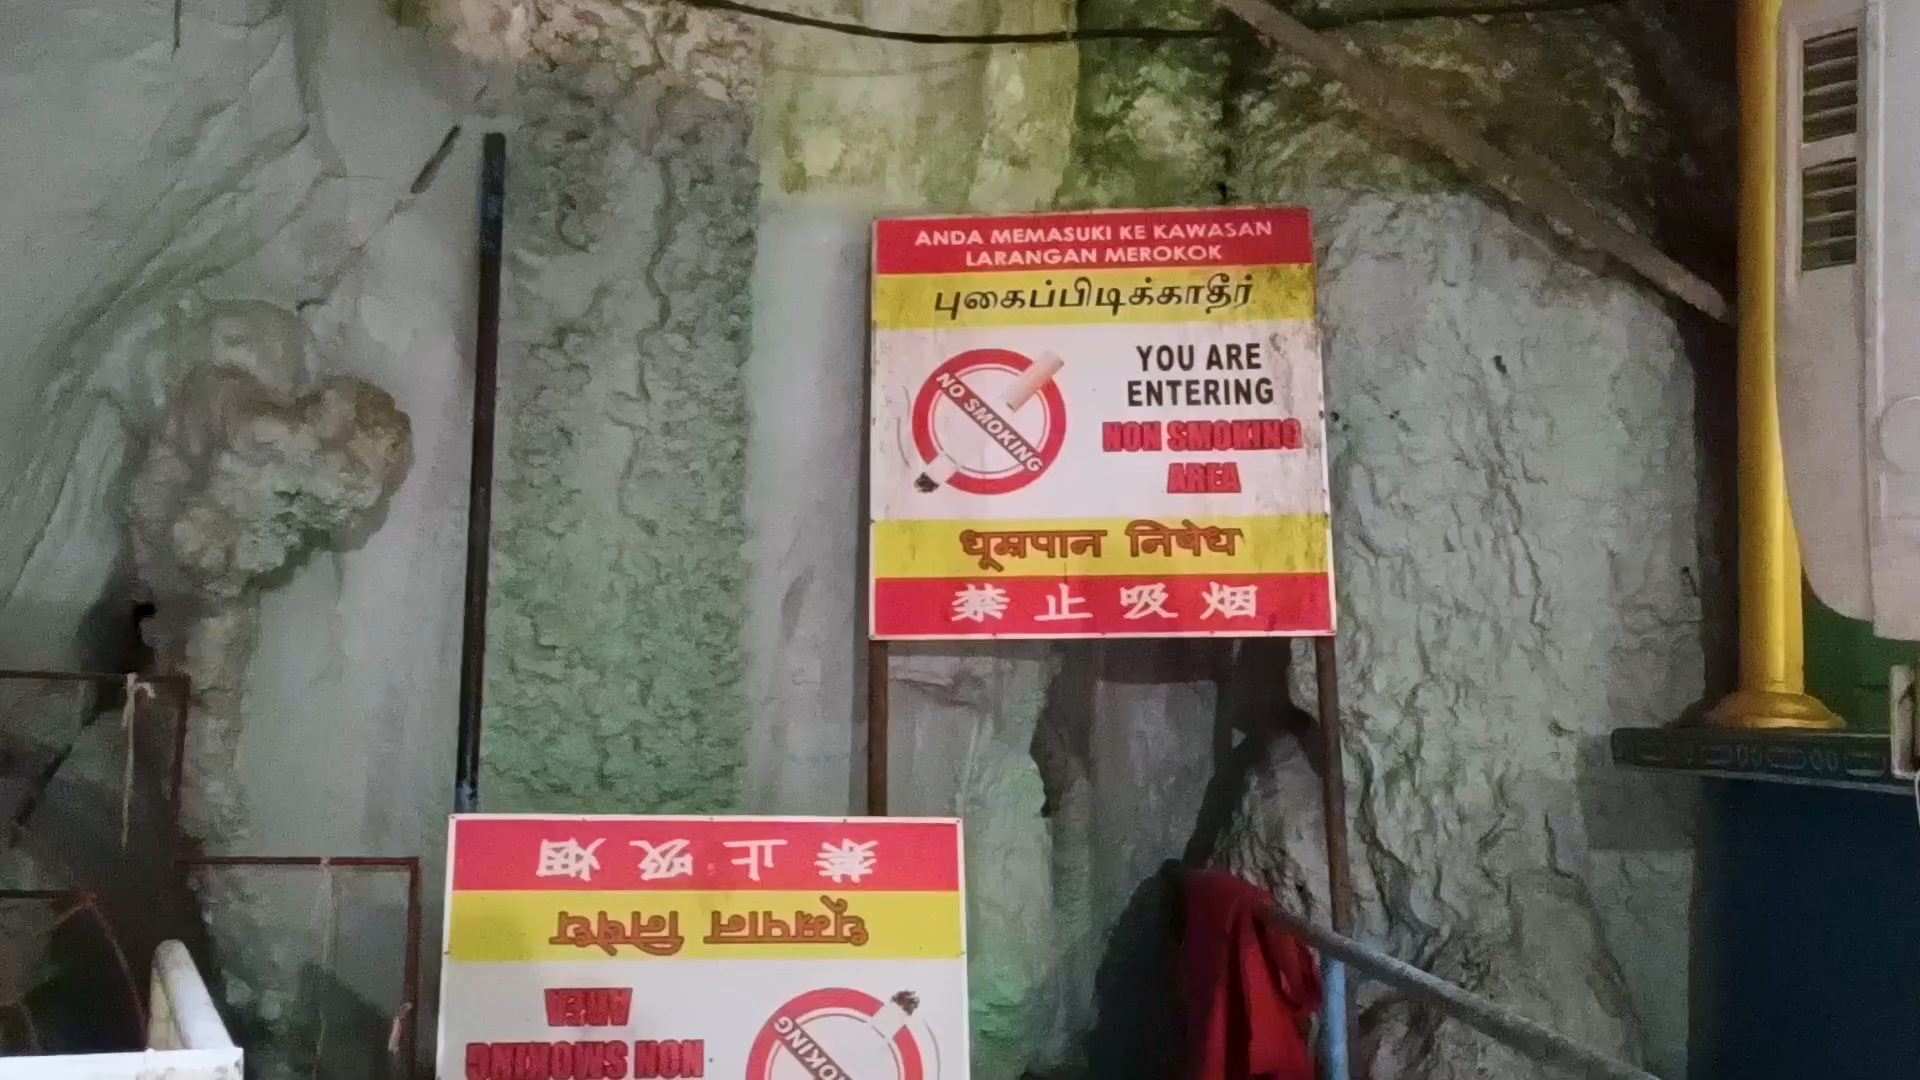 ANDA MEMASUKI KE KAWASAN
LARANGAN MEROKOK
புகைப்பிடிக்காதீர்
NO SMOKING
YOU ARE
ENTERING
NON SMOKING
AREA
धूम्रपान निषेध
禁止吸烟
禁止吸烟
धूम्रपान निषेध
AREA
NON SMOKING
SMOKING